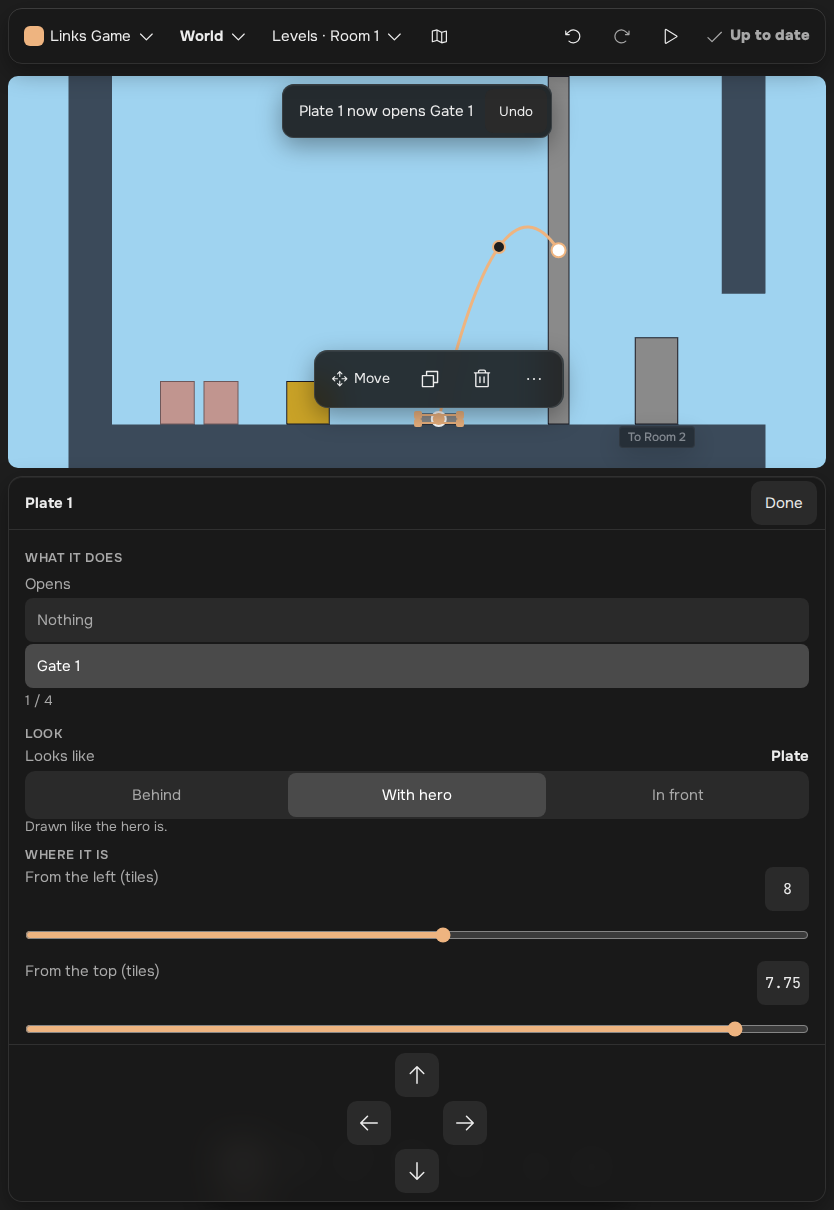 Links Game
World
Levels · Room 1
Up to date
Plate 1 now opens Gate 1
Undo
Move
To Room 2
Plate 1
Done
WHAT IT DOES
Opens
Nothing
Gate 1
1 / 4
LOOK
Looks like
Plate
Behind
With hero
In front
Drawn like the hero is.
WHERE IT IS
From the left (tiles)
8
From the top (tiles)
7.75